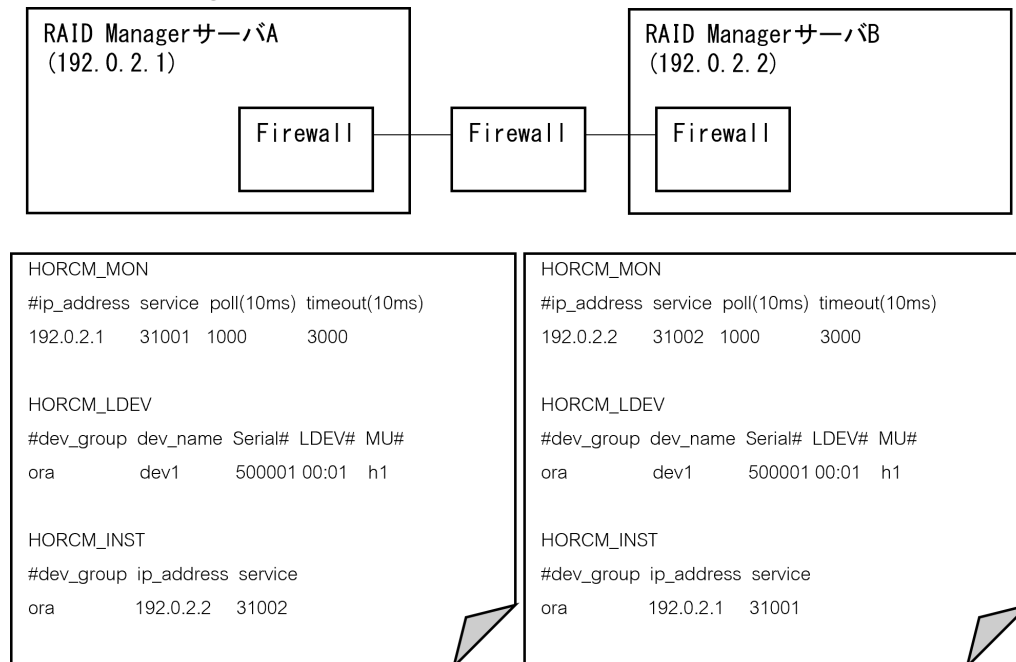 RAID ManagerサーバA
(192.0.2.1)
RAID ManagerサーバB
(192.0.2.2)
Firewall
Firewall
Firewall
HORCM_MON
#ip_address service poll(10ms) timeout(10ms)
192.0.2.1 31001 1000 3000
HORCM_LDEV
#dev_group dev_name Serial# LDEV# MU#
ora dev1 500001 00:01 h1
HORCM_INST
#dev_group ip_address service
ora 192.0.2.2 31002
HORCM_MON
#ip_address service poll(10ms) timeout(10ms)
192.0.2.2 31002 1000 3000
HORCM_LDEV
#dev_group dev_name Serial# LDEV# MU#
ora dev1 500001 00:01 h1
HORCM_INST
#dev_group ip_address service
ora 192.0.2.1 31001